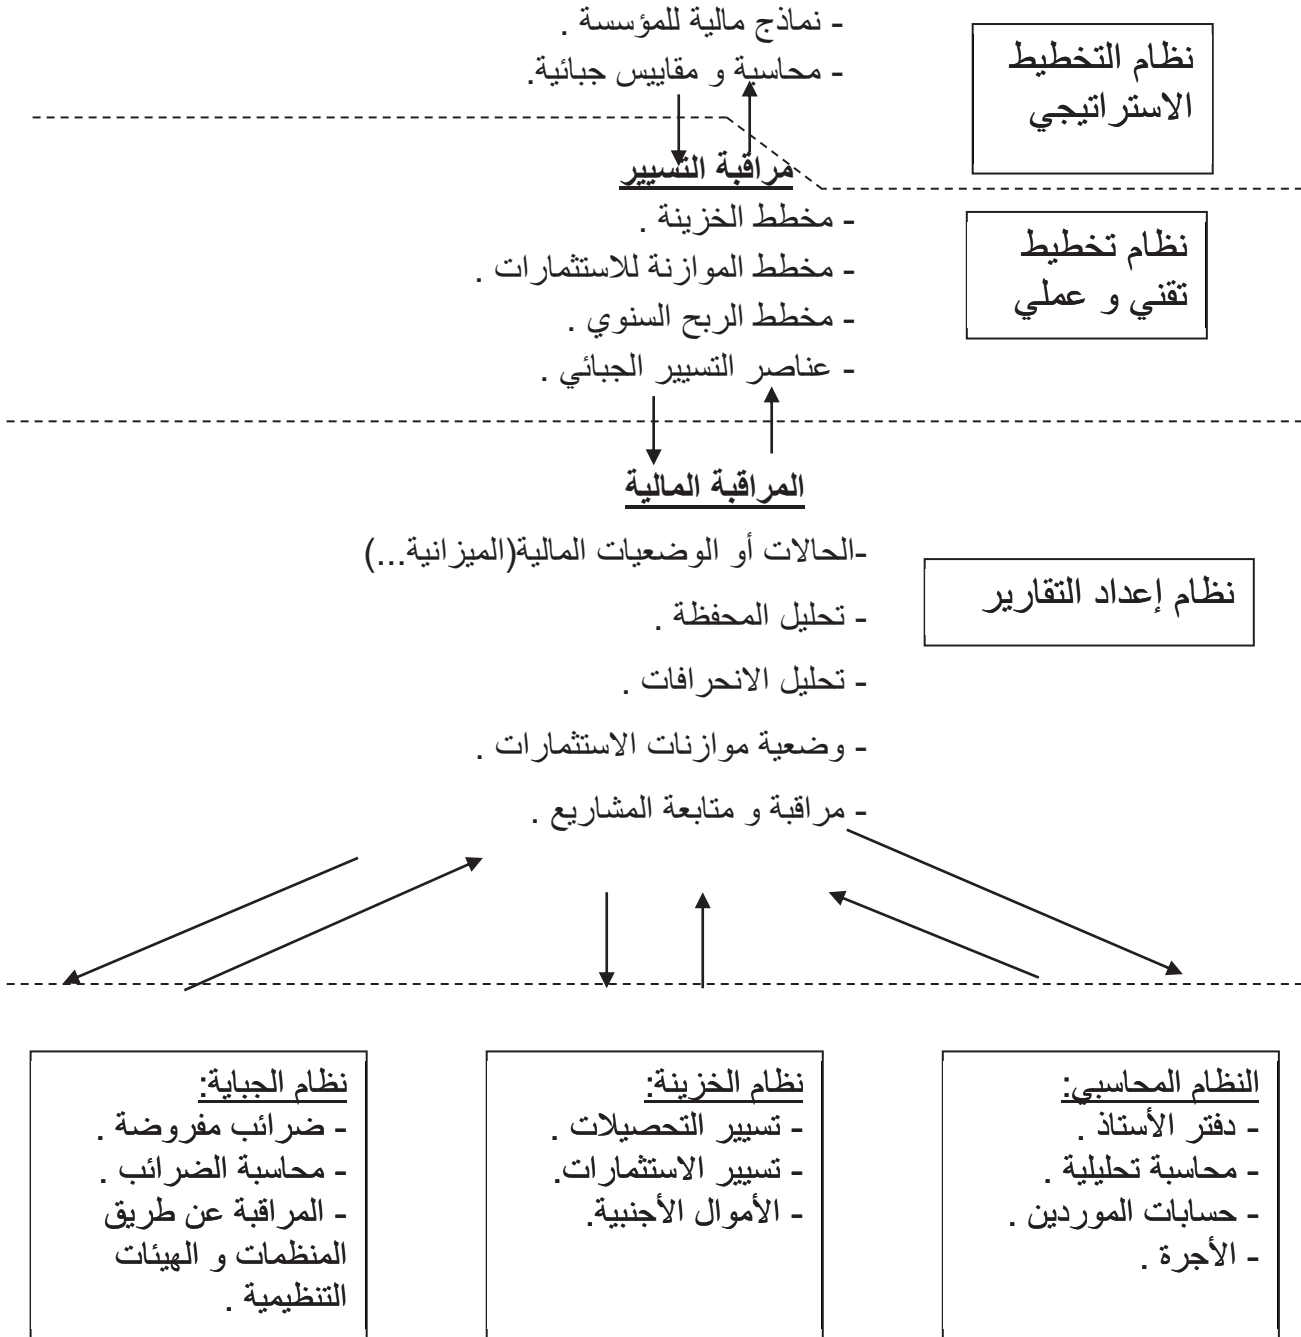 - نماذج مالية للمؤسسة .
- محاسبة و مقاييس جبائية.
نظام التخطيط
الاستراتيجي
مراقبة التسيير
- مخطط الخزينة .
- مخطط الموازنة للاستثمارات .
- مخطط الربح السنوي .
- عناصر التسيير الجبائي .
نظام تخطيط
تقني و عملي
المراقبة المالية
-الحالات أو الوضعيات المالية(الميزانية...)
- تحليل المحفظة .
- تحليل الانحرافات .
- وضعية موازنات الاستثمارات .
- مراقبة و متابعة المشاريع .
نظام إعداد التقارير
النظام المحاسبي:
- دفتر الأستاذ .
- محاسبة تحليلية .
- حسابات الموردين .
- الأجرة .
نظام الخزينة:
- تسيير التحصيلات .
- تسيير الاستثمارات.
- الأموال الأجنبية.
نظام الجباية:
- ضرائب مفروضة .
- محاسبة الضرائب .
- المراقبة عن طريق
المنظمات و الهيئات
التنظيمية .